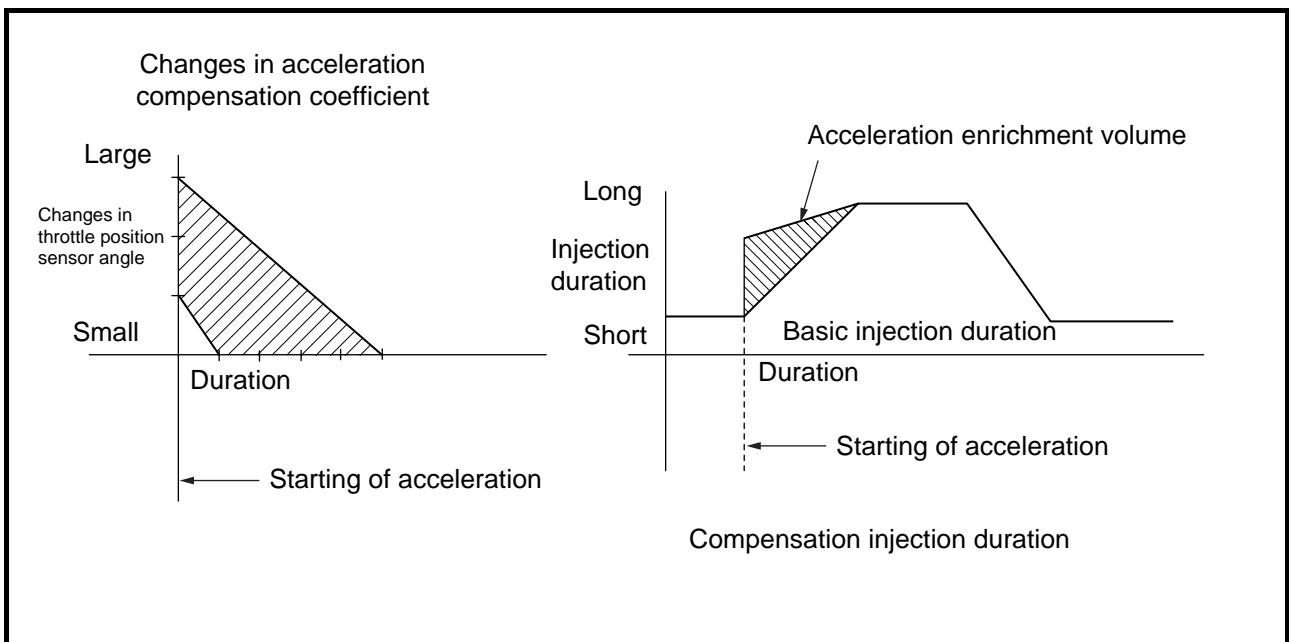 Changes in acceleration
compensation coefficient
Large
Changes in
throttle position
sensor angle
Small
Duration
Starting of acceleration
Acceleration enrichment volume
Long
Injection
duration
Short
Basic injection duration
Duration
Starting of acceleration
Compensation injection duration